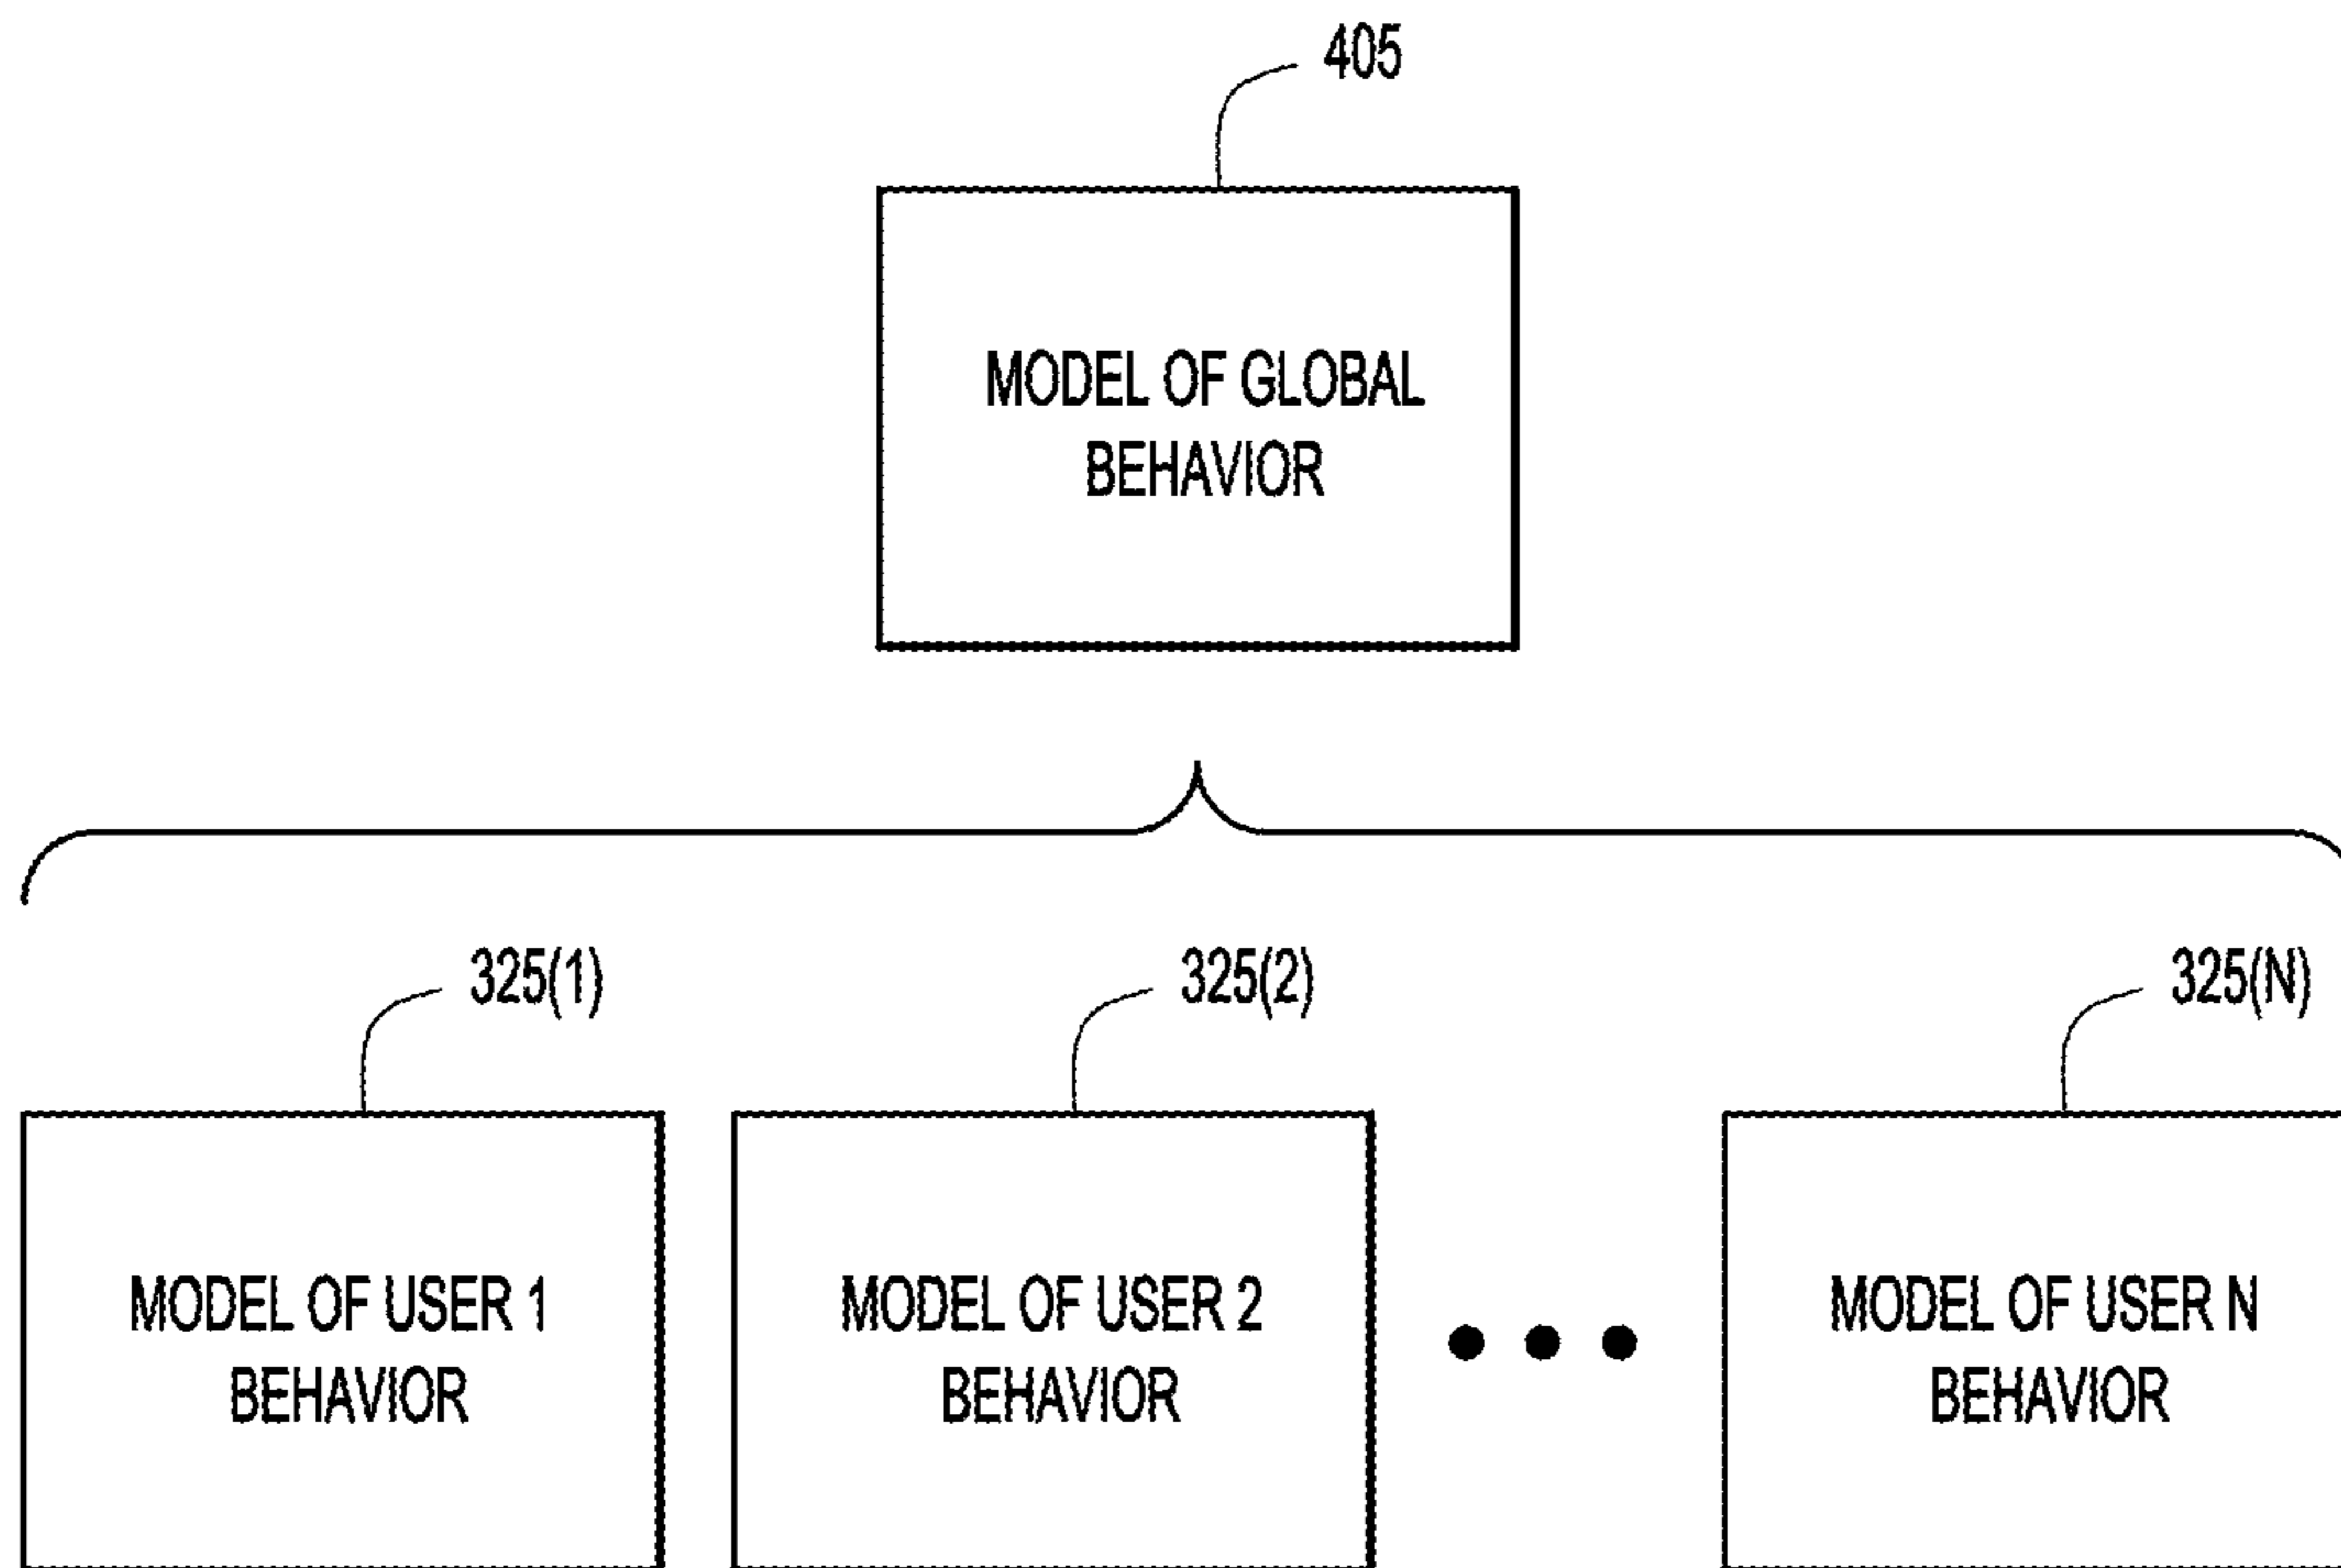 405
MODEL OF GLOBAL
BEHAVIOR
325(1)
325(2)
325(N)
MODEL OF USER 1
BEHAVIOR
MODEL OF USER 2
BEHAVIOR
MODEL OF USER N
BEHAVIOR